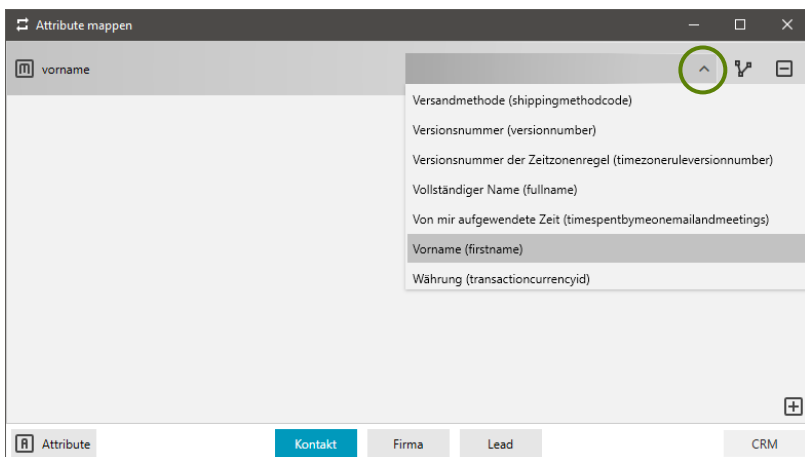 Attribute mappen
vorname
Versandmethode (shippingmethodcode)
Versionsnummer (versionnumber)
Versionsnummer der Zeitzonenregel (timezoneruleversionnumber)
Vollständiger Name (fullname)
Von mir aufgewendete Zeit (timespentbymeonemailandmeetings)
Vorname (firstname)
Währung (transactioncurrencyid)
Attribute Kontakt Firma Lead CRM